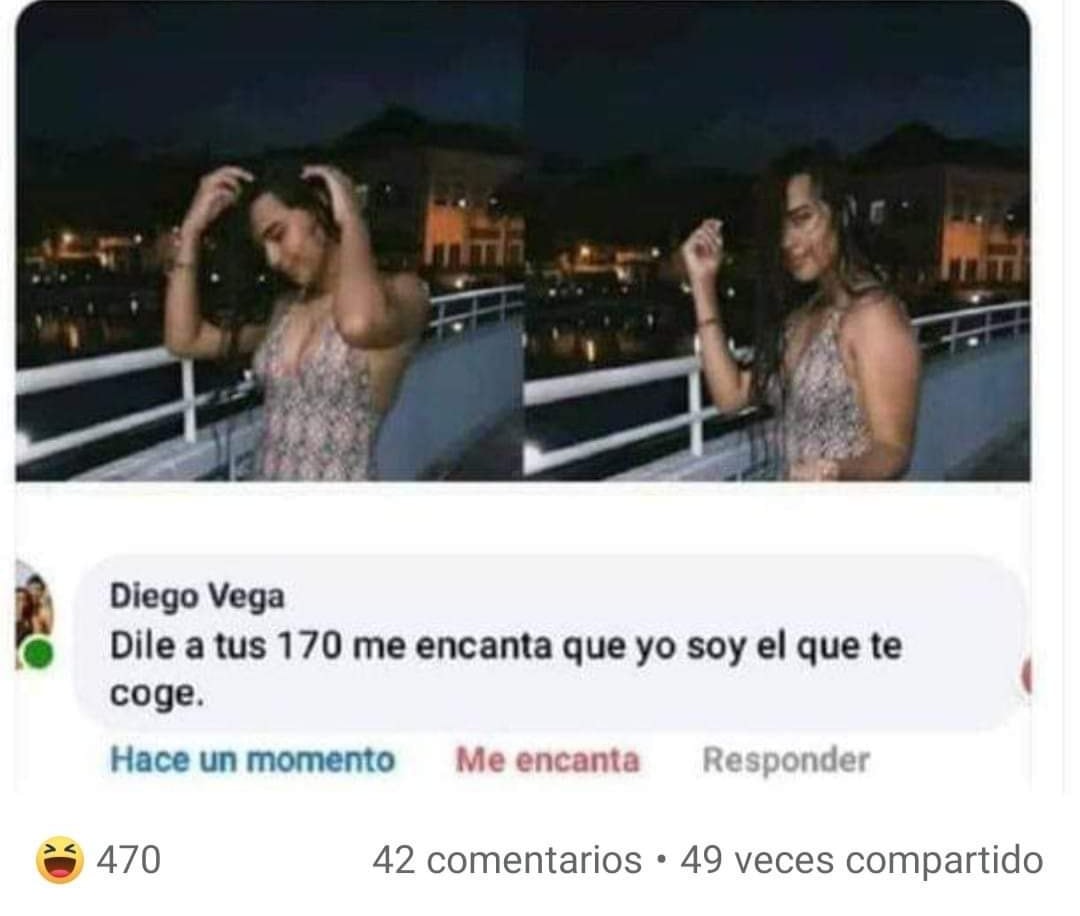 Diego Vega
Dile a tus 170 me encanta que yo soy el que te
coge.
Hace un momento Me encanta Responder
470 42 comentarios • 49 veces compartido